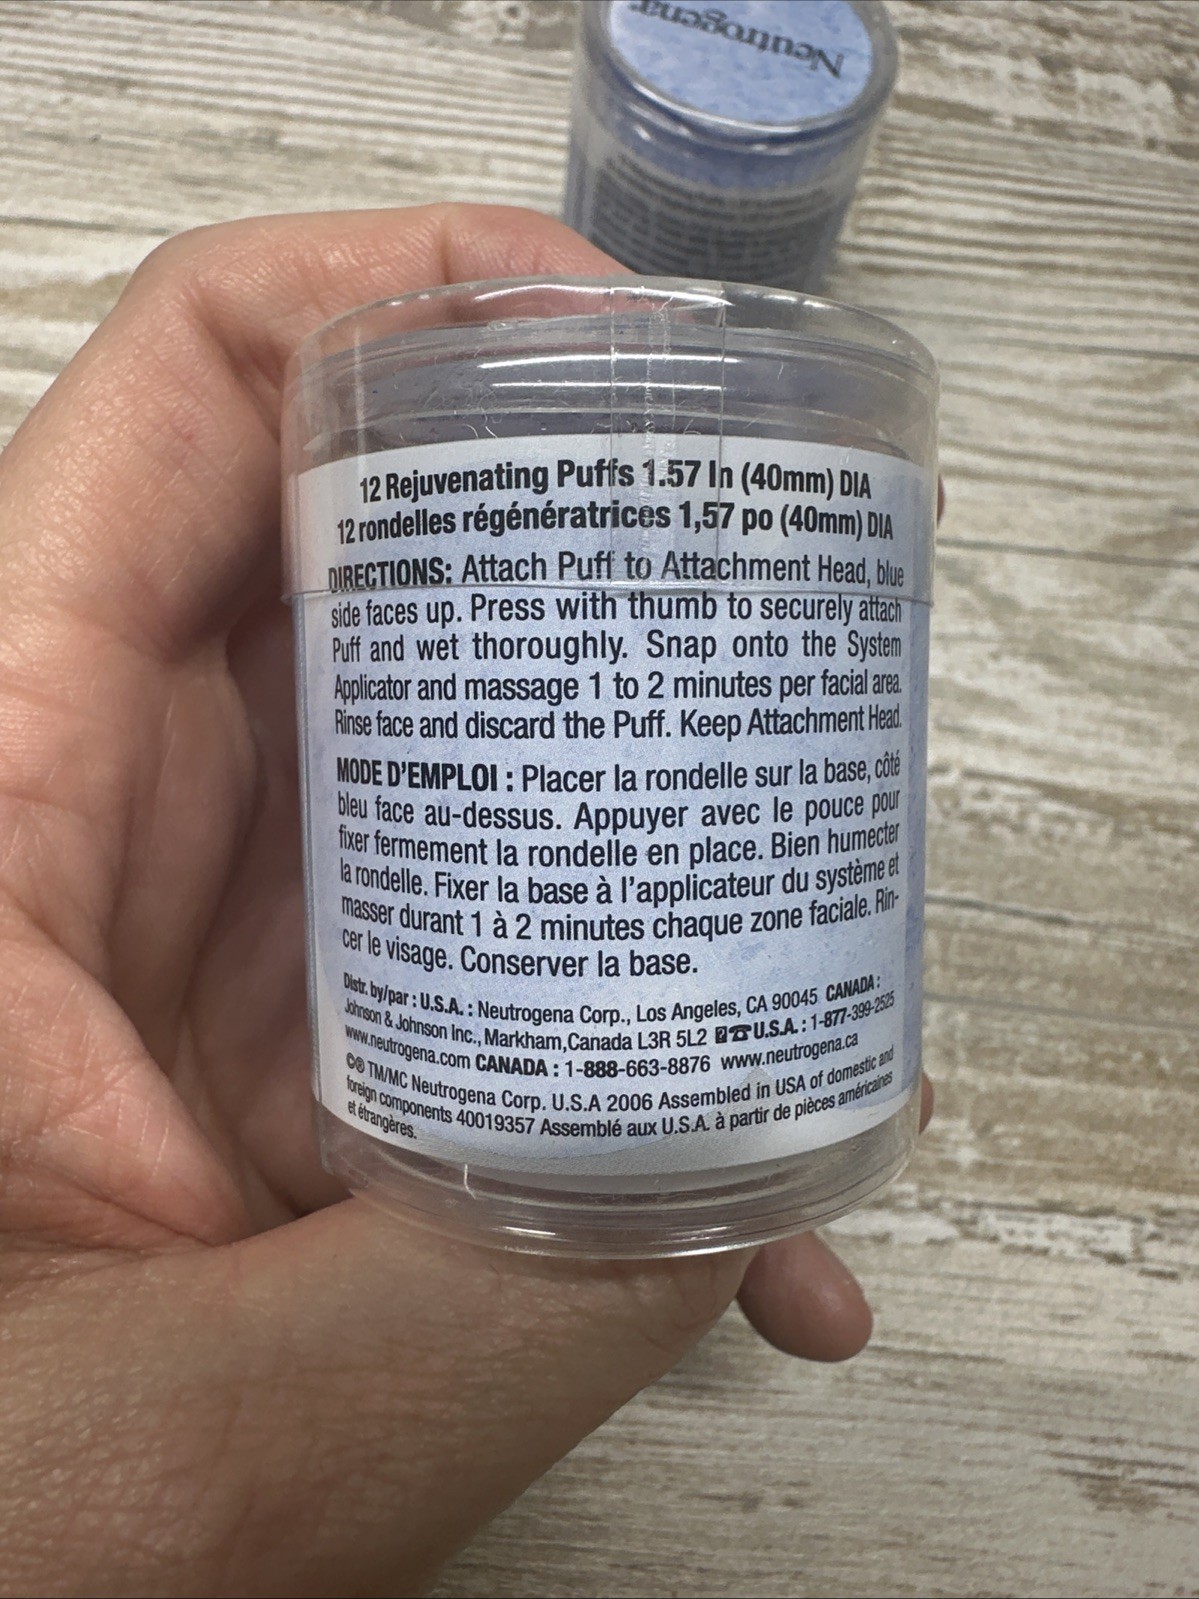 Neutrogena®
12 Rejuvenating Puffs 1.57 In (40mm) DIA
12 rondelles régénératrices 1,57 po (40mm) DIA
DIRECTIONS: Attach Puff to Attachment Head, blue
side faces up. Press with thumb to securely attach
Puff and wet thoroughly. Snap onto the System
Applicator and massage 1 to 2 minutes per facial area.
Rinse face and discard the Puff. Keep Attachment Head.
MODE D'EMPLOI : Placer la rondelle sur la base, côté
bleu face au-dessus. Appuyer avec le pouce pour
fixer fermement la rondelle en place. Bien humecter
la rondelle. Fixer la base à l'applicateur du système et
masser durant 1 à 2 minutes chaque zone faciale. Rin-
cer le visage. Conserver la base.
Distr. by/par : U.S.A. : Neutrogena Corp., Los Angeles, CA 90045 CANADA :
Johnson & Johnson Inc., Markham, Canada L3R 5L2 ☎ U.S.A. : 1-877-399-2525
www.neutrogena.com CANADA : 1-888-663-8876 www.neutrogena.ca
©® TM/MC Neutrogena Corp. U.S.A 2006 Assembled in USA of domestic and
foreign components 40019357 Assemblé aux U.S.A. à partir de pièces américaines
et étrangères.